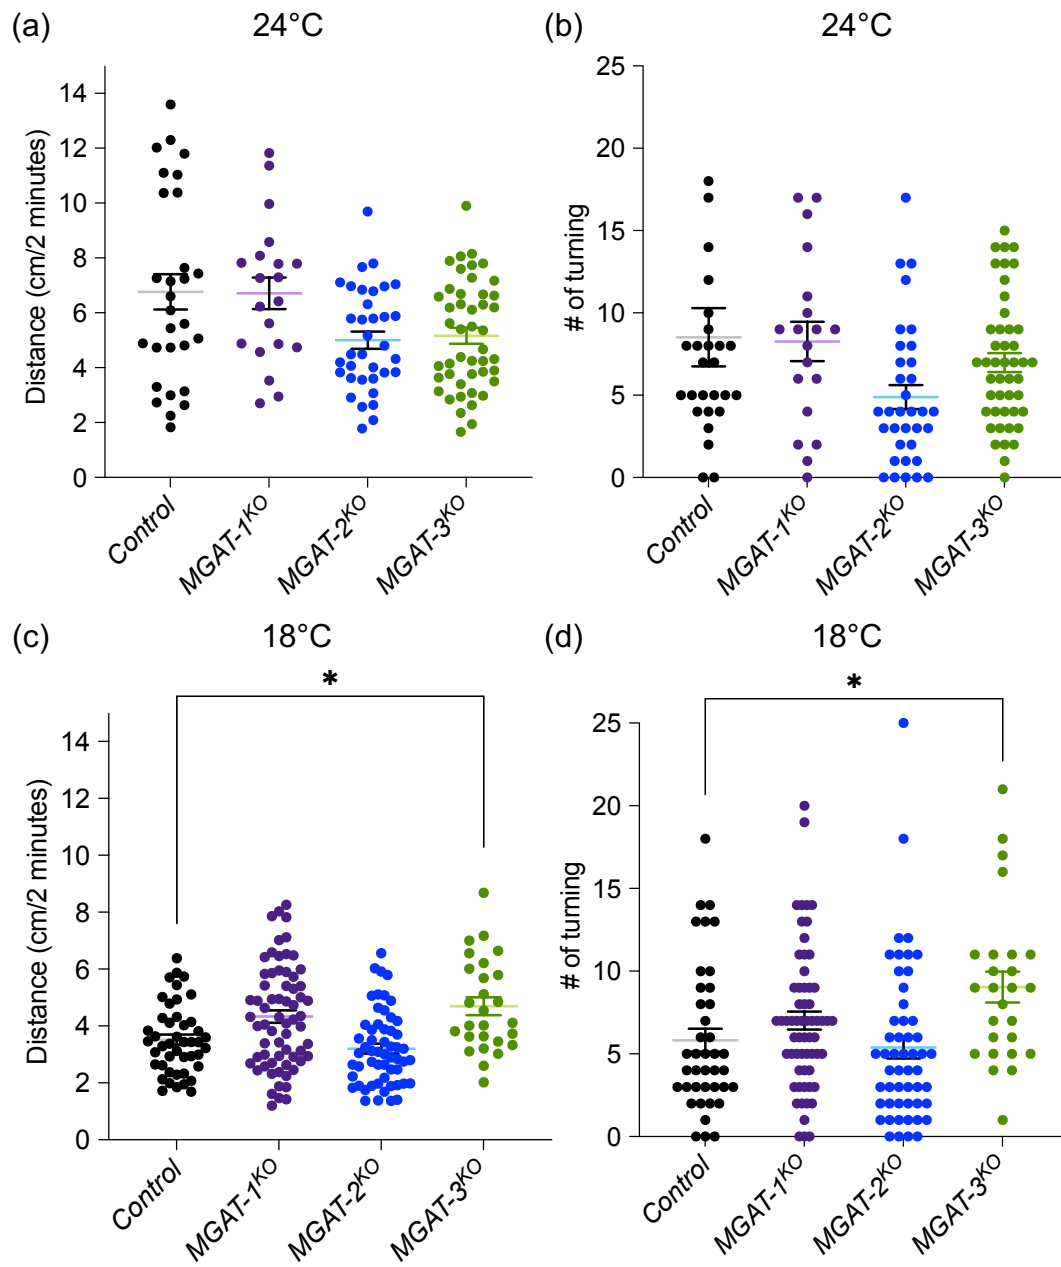 (a) 24°C
Distance (cm/2 minutes)
14
12
10
8
6
4
2
0
Control MGAT-1ᴷᴼ MGAT-2ᴷᴼ MGAT-3ᴷᴼ
(b) 24°C
# of turning
25
20
15
10
5
0
Control MGAT-1ᴷᴼ MGAT-2ᴷᴼ MGAT-3ᴷᴼ
(c) 18°C
*
Distance (cm/2 minutes)
14
12
10
8
6
4
2
0
Control MGAT-1ᴷᴼ MGAT-2ᴷᴼ MGAT-3ᴷᴼ
(d) 18°C
*
# of turning
25
20
15
10
5
0
Control MGAT-1ᴷᴼ MGAT-2ᴷᴼ MGAT-3ᴷᴼ